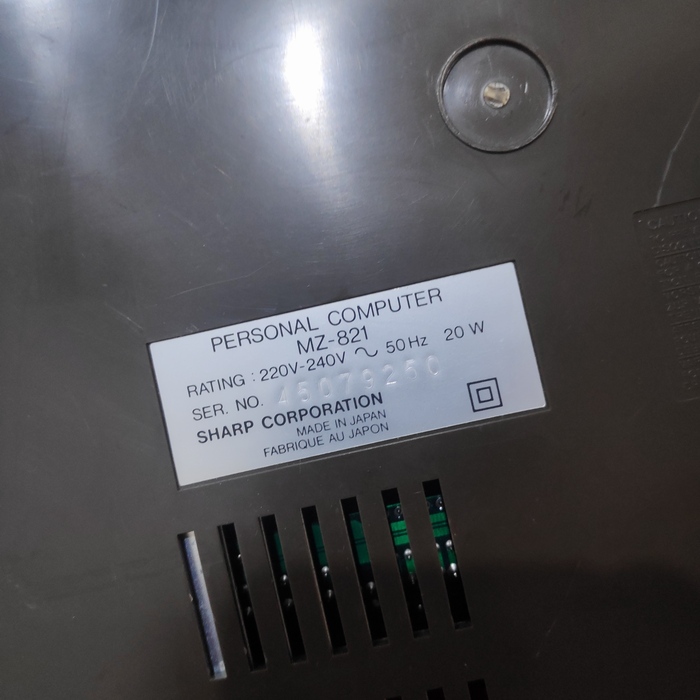 PERSONAL COMPUTER
MZ-821
RATING : 220V-240V ~ 50Hz 20 W
SER. NO. 45079250
SHARP CORPORATION
MADE IN JAPAN
FABRIQUE AU JAPON